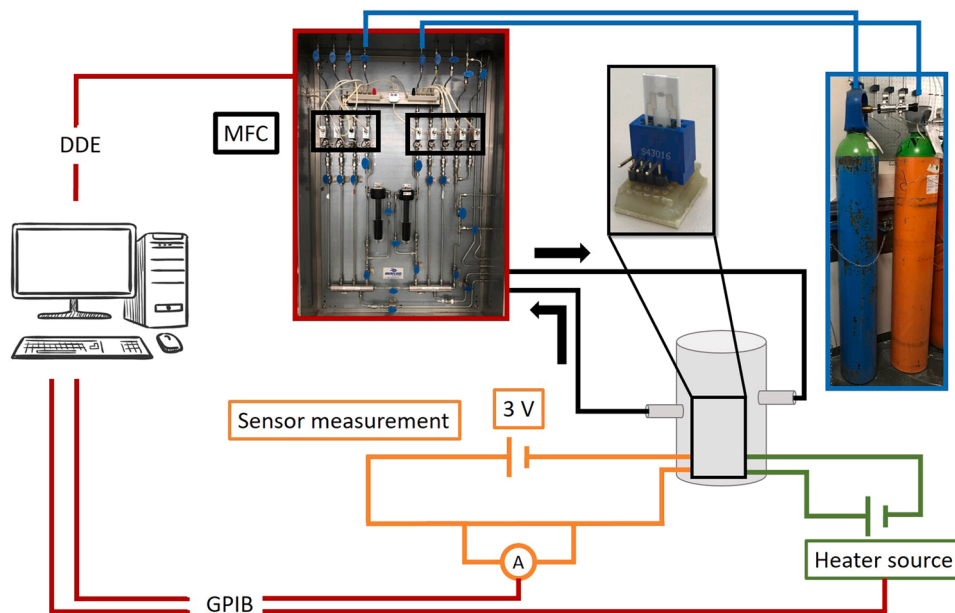 DDE
MFC
S43016
3 V
Sensor measurement
A
Heater source
GPIB